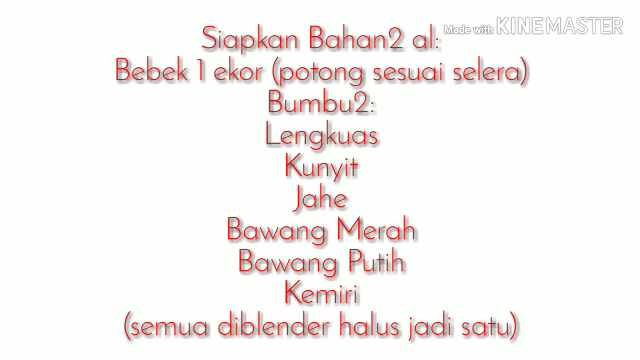 Made with KINEMASTER
Siapkan Bahan2 al:
Bebek 1 ekor (potong sesuai selera)
Bumbu2:
Lengkuas
Kunyit
Jahe
Bawang Merah
Bawang Putih
Kemiri
(semua diblender halus jadi satu)